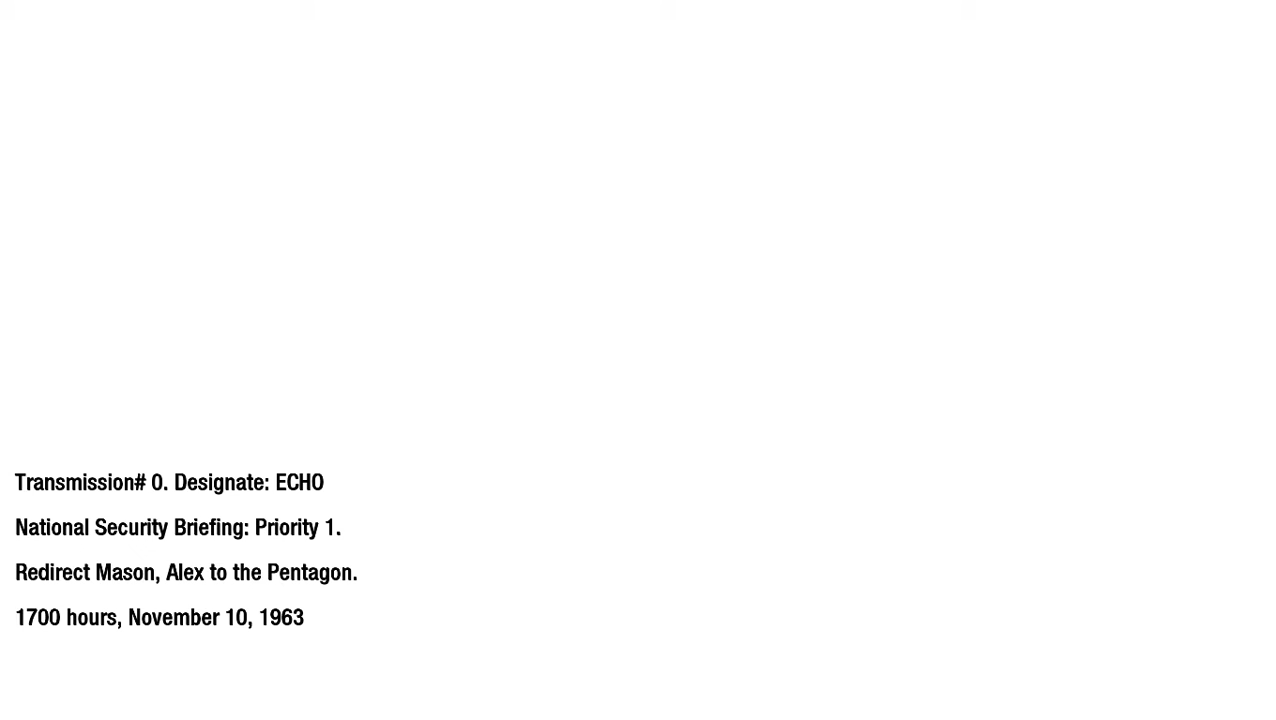 Transmission# 0. Designate: ECHO
National Security Briefing: Priority 1.
Redirect Mason, Alex to the Pentagon.
1700 hours, November 10, 1963